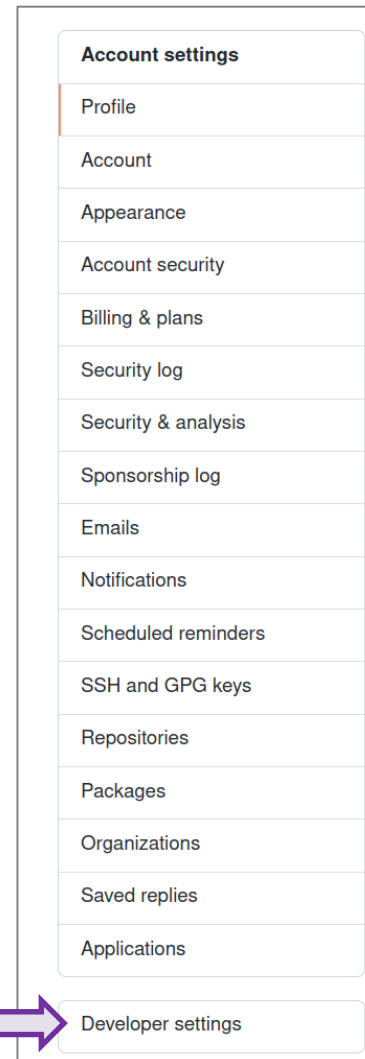 Account settings
Profile
Account
Appearance
Account security
Billing & plans
Security log
Security & analysis
Sponsorship log
Emails
Notifications
Scheduled reminders
SSH and GPG keys
Repositories
Packages
Organizations
Saved replies
Applications
Developer settings